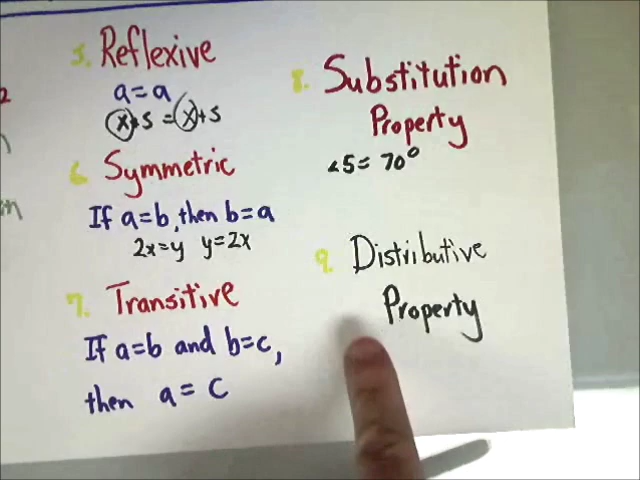 5. Reflexive
a = a
x+5 = x+5
6. Symmetric
If a=b, then b=a
2x=y y=2x
7. Transitive
If a=b and b=c,
then a = c
8. Substitution
Property
∠5 = 70°
9. Distributive
Property